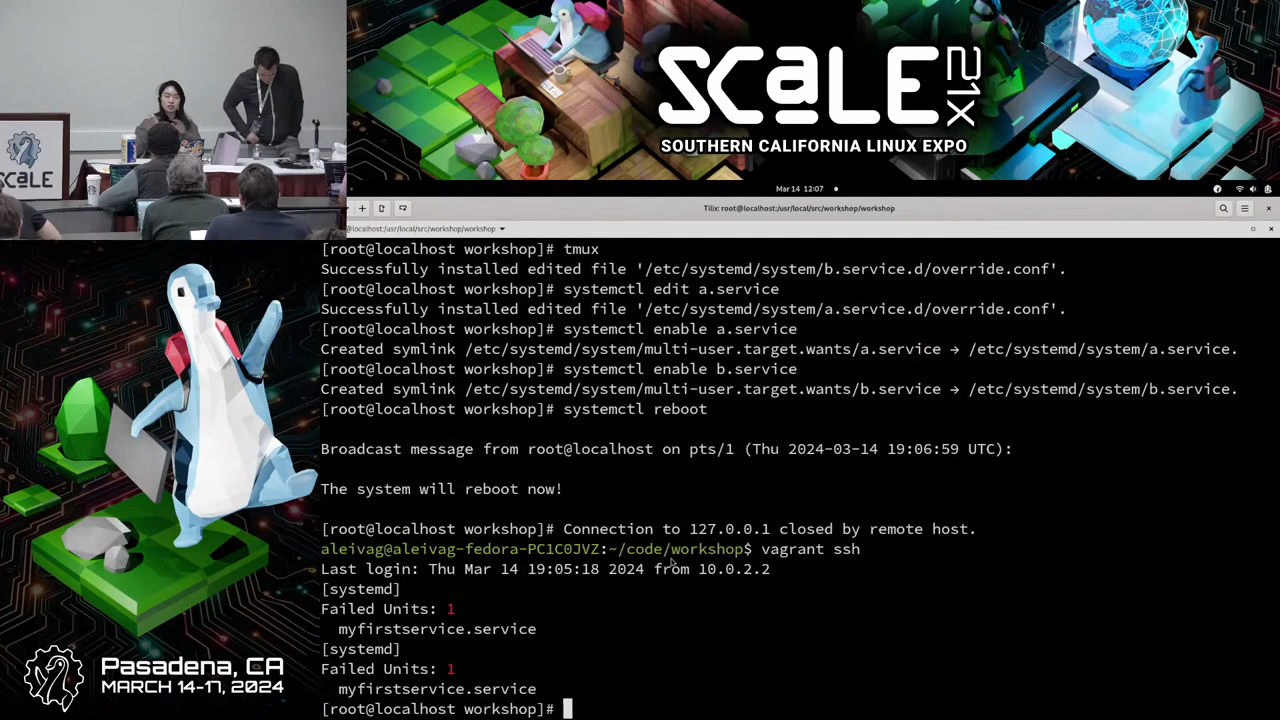 SCALE
SCaLE 21X
SOUTHERN CALIFORNIA LINUX EXPO
Mar 14 12:07
Tilix: root@localhost:/usr/local/src/workshop/workshop
@localhost:/usr/local/src/workshop/workshop
[root@localhost workshop]# tmux
Successfully installed edited file '/etc/systemd/system/b.service.d/override.conf'.
[root@localhost workshop]# systemctl edit a.service
Successfully installed edited file '/etc/systemd/system/a.service.d/override.conf'.
[root@localhost workshop]# systemctl enable a.service
Created symlink /etc/systemd/system/multi-user.target.wants/a.service → /etc/systemd/system/a.service.
[root@localhost workshop]# systemctl enable b.service
Created symlink /etc/systemd/system/multi-user.target.wants/b.service → /etc/systemd/system/b.service.
[root@localhost workshop]# systemctl reboot
Broadcast message from root@localhost on pts/1 (Thu 2024-03-14 19:06:59 UTC):
The system will reboot now!
[root@localhost workshop]# Connection to 127.0.0.1 closed by remote host.
aleivag@aleivag-fedora-PC1C0JVZ:~/code/workshop$ vagrant ssh
Last login: Thu Mar 14 19:05:18 2024 from 10.0.2.2
[systemd]
Failed Units: 1
myfirstservice.service
[systemd]
Failed Units: 1
myfirstservice.service
[root@localhost workshop]#
Pasadena, CA
MARCH 14-17, 2024